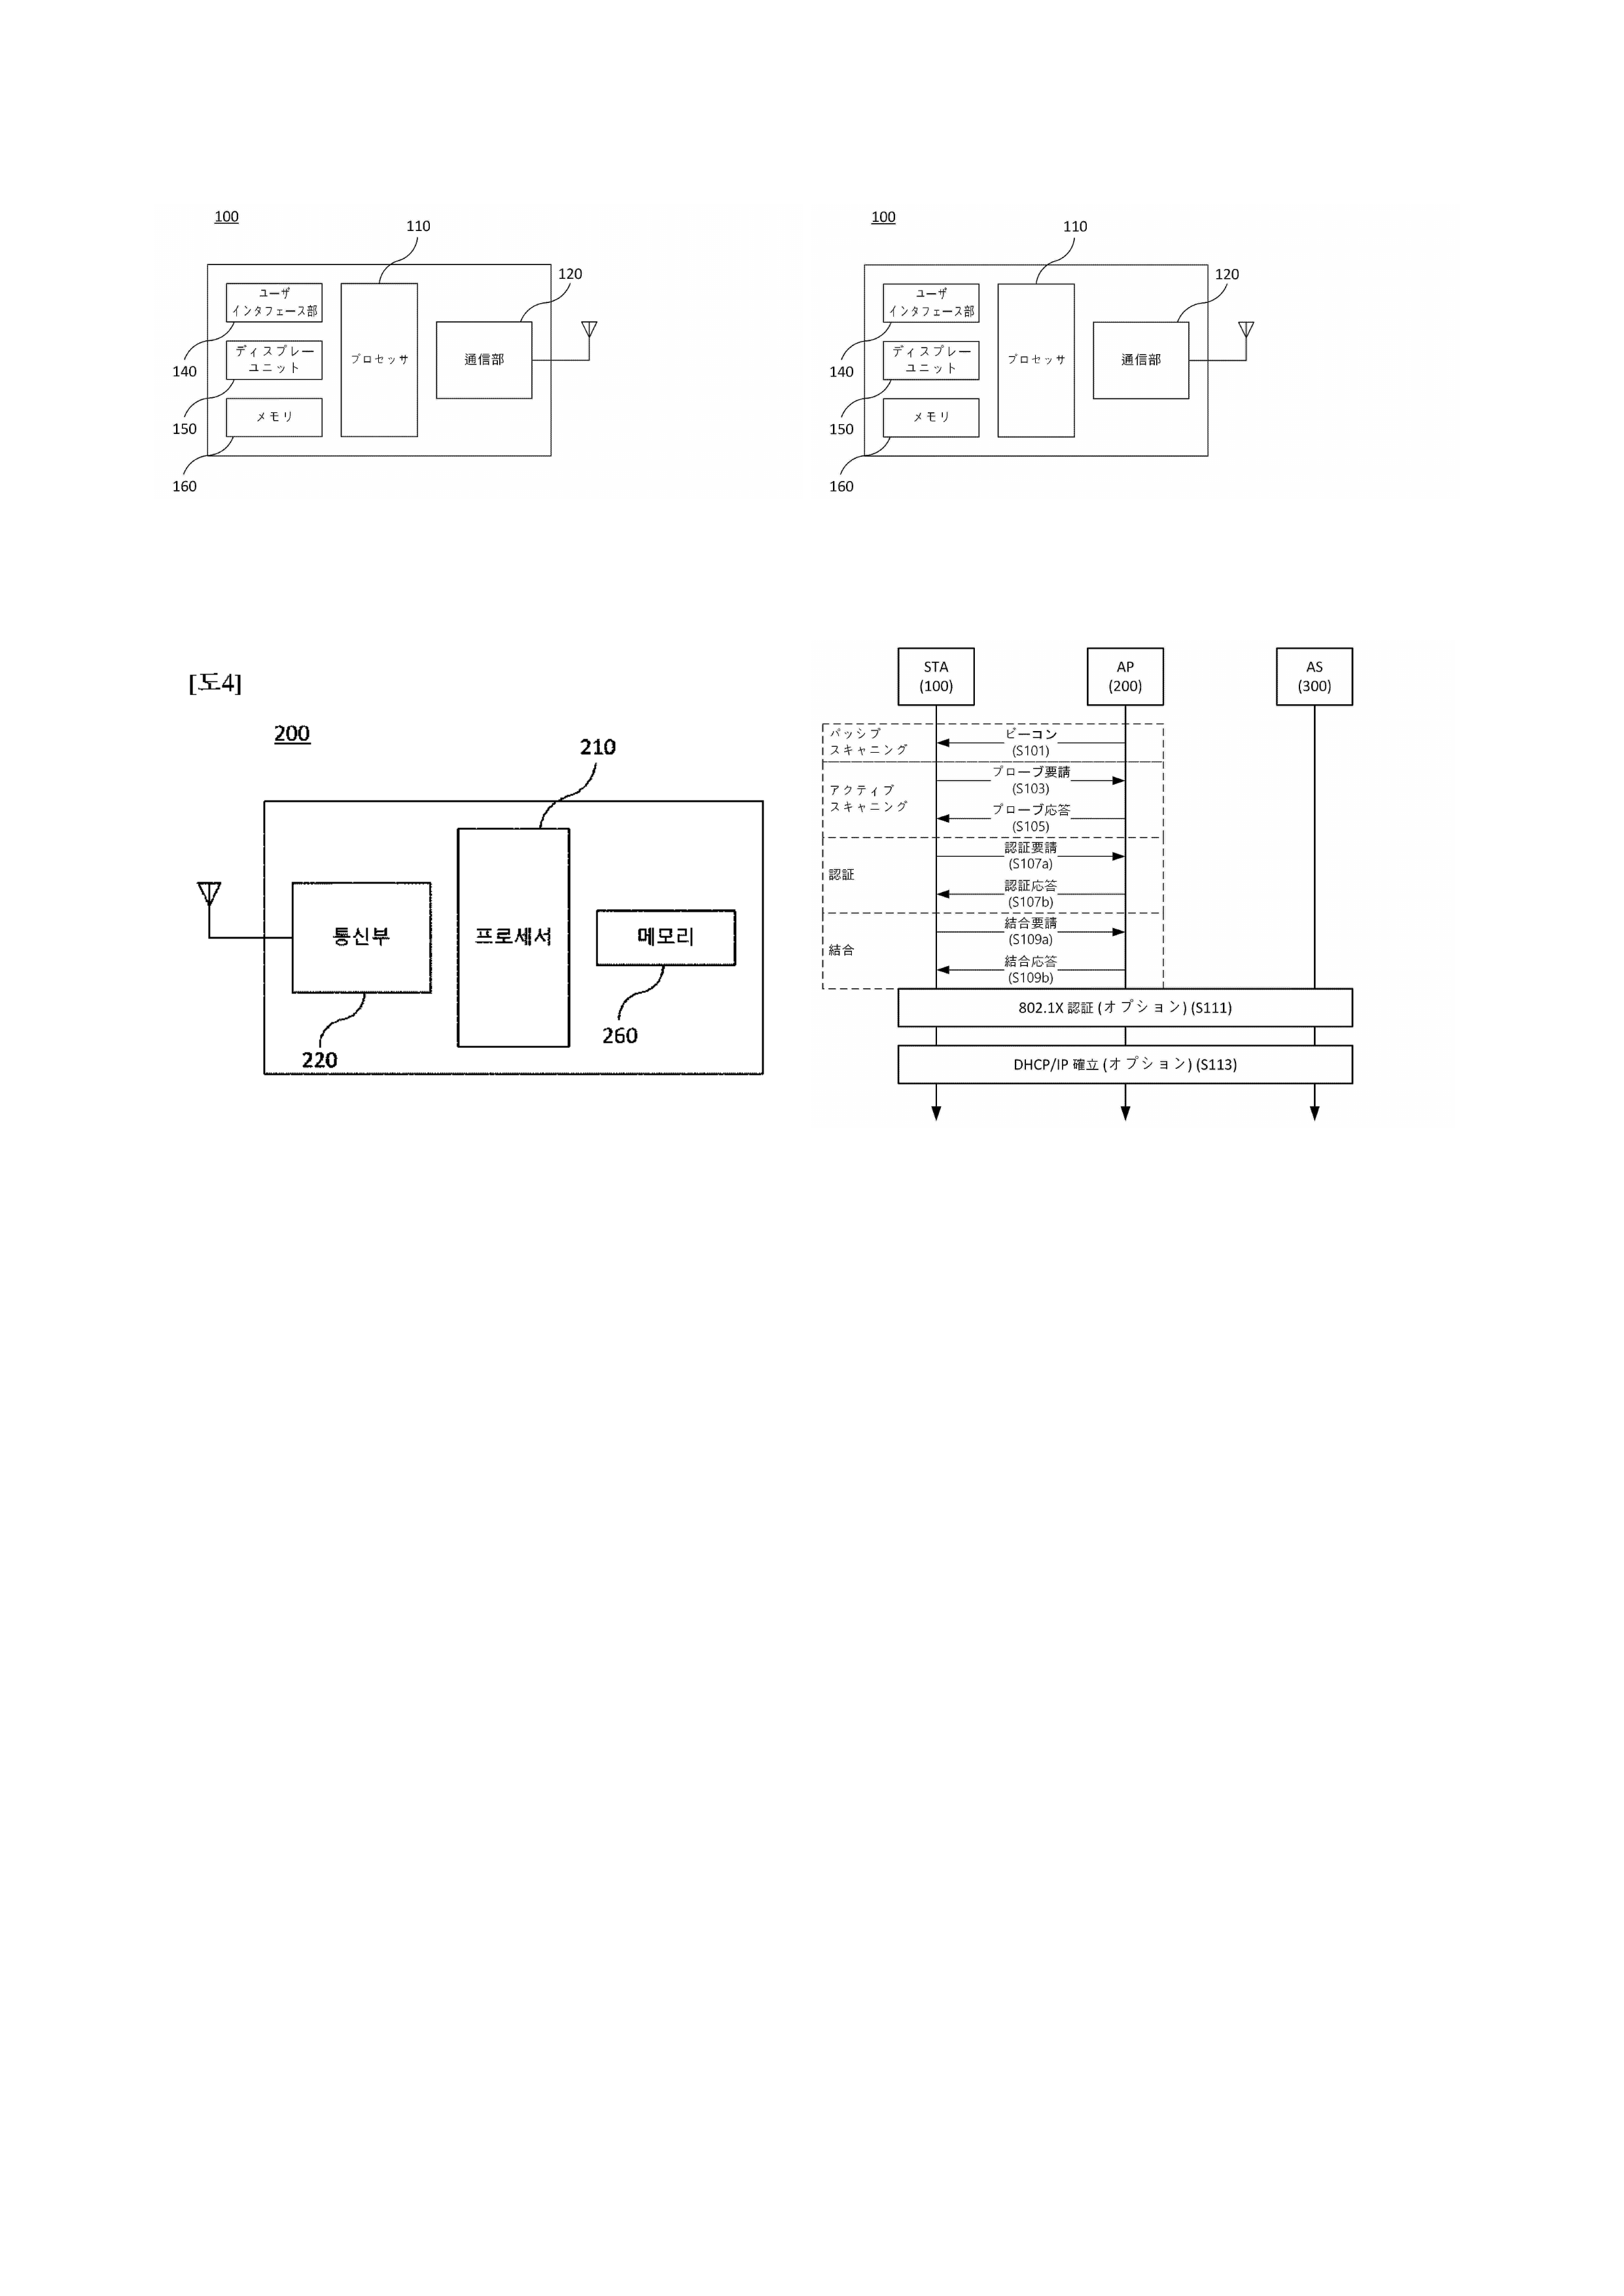 100
110
120
ユーザ
インタフェース部
140
ディスプレー
ユニット
150
メモリ
160
プロセッサ
通信部
100
110
120
ユーザ
インタフェース部
140
ディスプレー
ユニット
150
メモリ
160
プロセッサ
通信部
[도4]
200
210
통신부
프로세서
메모리
220
260
STA
(100)
AP
(200)
AS
(300)
パッシブ
スキャニング
ビーコン
(S101)
アクティブ
スキャニング
プローブ要請
(S103)
プローブ応答
(S105)
認証
認証要請
(S107a)
認証応答
(S107b)
結合
結合要請
(S109a)
結合応答
(S109b)
802.1X 認証 (オプション) (S111)
DHCP/IP 確立 (オプション) (S113)